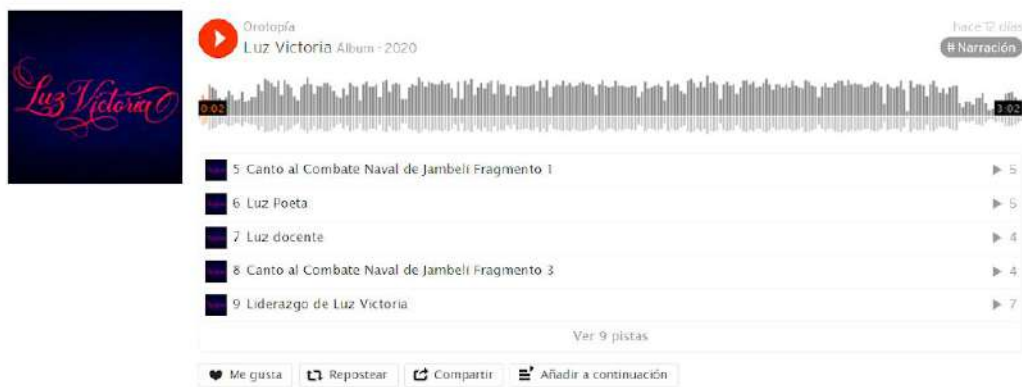 Luz Victoria
Orotopía
hace 12 días
Luz Victoria Album · 2020
# Narración
0:02
3:02
5 Canto al Combate Naval de Jambelí Fragmento 1
5
6 Luz Poeta
5
7 Luz docente
4
8 Canto al Combate Naval de Jambelí Fragmento 3
4
9 Liderazgo de Luz Victoria
7
Ver 9 pistas
Me gusta
Repostear
Compartir
Añadir a continuación